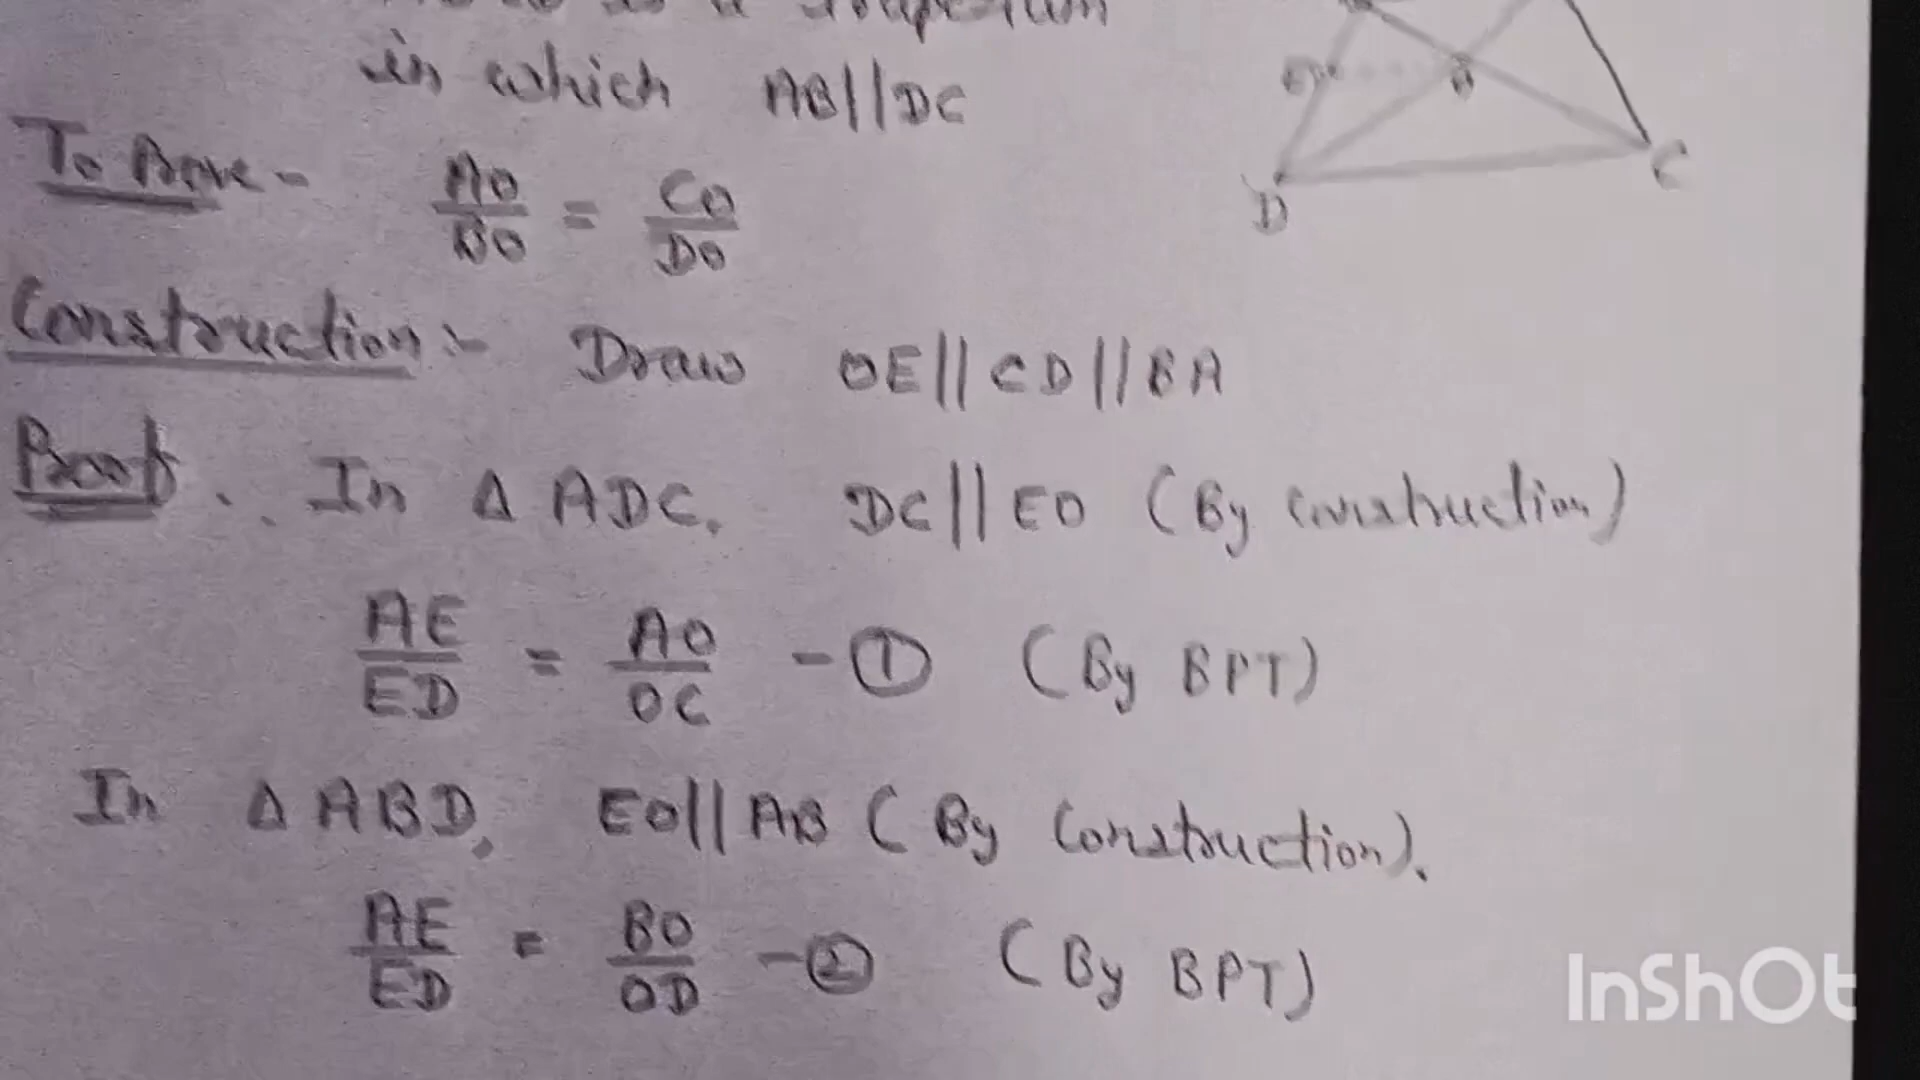 is a Trapezium
in which AB||DC
To Prove - AO/BO = CO/DO
Construction :- Draw OE||CD||BA
Proof. In Δ ADC, DC||EO (By construction)
AE/ED = AO/OC - ① (By BPT)
In Δ ABD, EO||AB (By Construction).
AE/ED = BO/OD - ② (By BPT)
E O
D C
InShOt